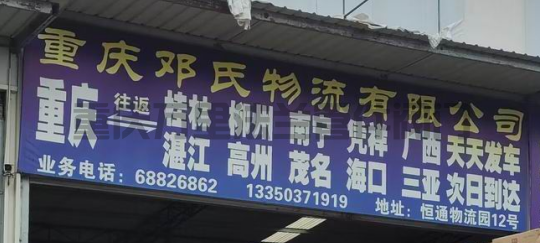 重庆邓氏物流有限公司
重庆 往返 桂林 柳州 南宁 凭祥 广西 天天发车
湛江 高州 茂名 海口 三亚 次日到达
业务电话：68826862 13350371919 地址：恒通物流园12号